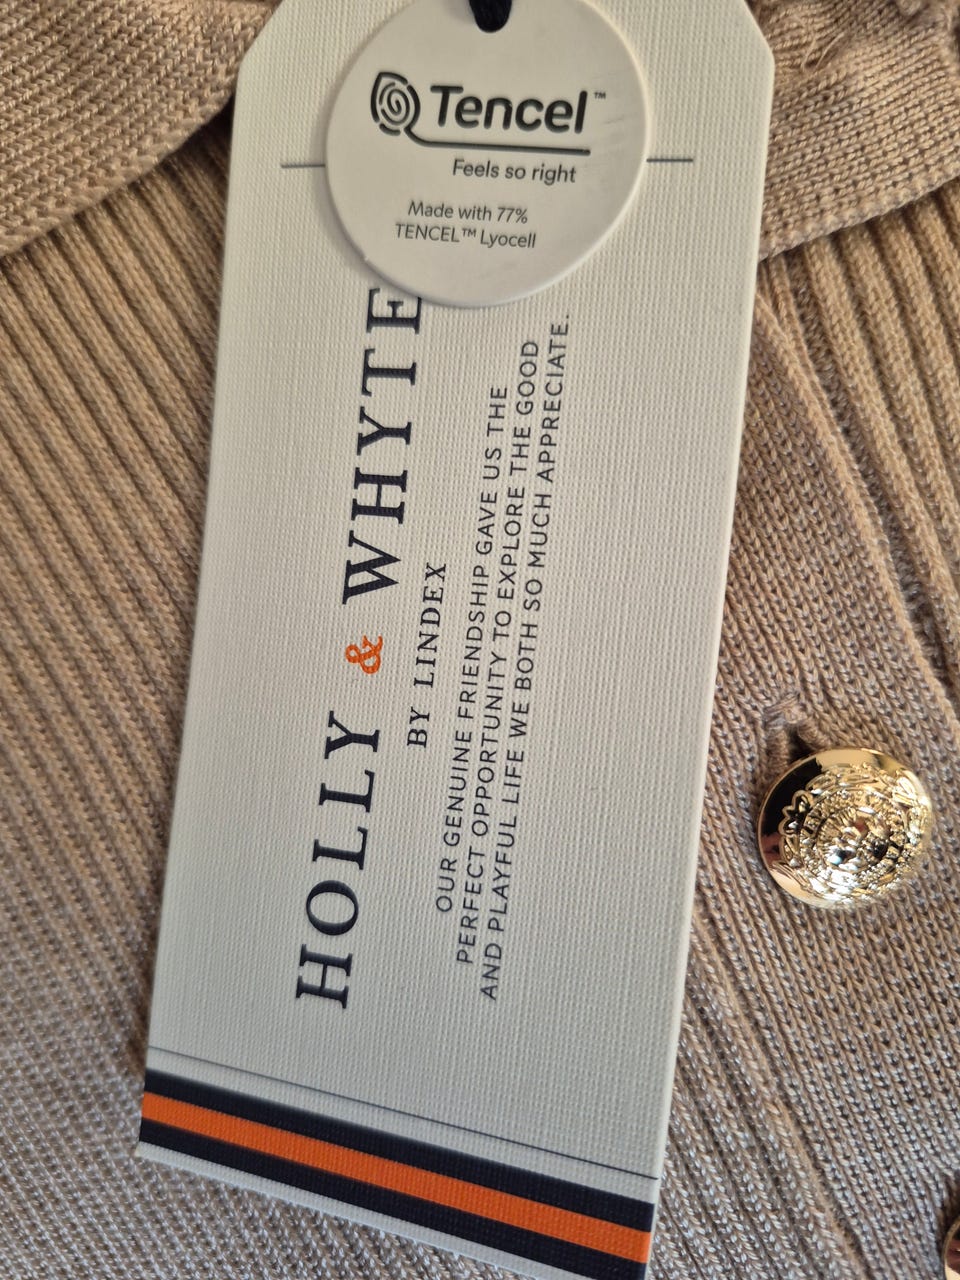 Tencel™
Feels so right
Made with 77%
TENCEL™ Lyocell
HOLLY & WHYTE
BY LINDEX
OUR GENUINE FRIENDSHIP GAVE US THE
PERFECT OPPORTUNITY TO EXPLORE THE GOOD
AND PLAYFUL LIFE WE BOTH SO MUCH APPRECIATE.